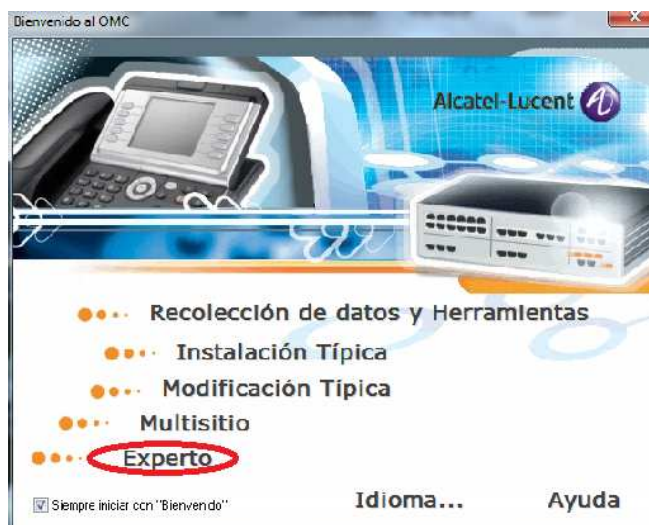 Bienvenido al OMC
Alcatel-Lucent
Recolección de datos y Herramientas
Instalación Típica
Modificación Típica
Multisitio
Experto
Siempre iniciar con "Bienvenido"
Idioma...
Ayuda